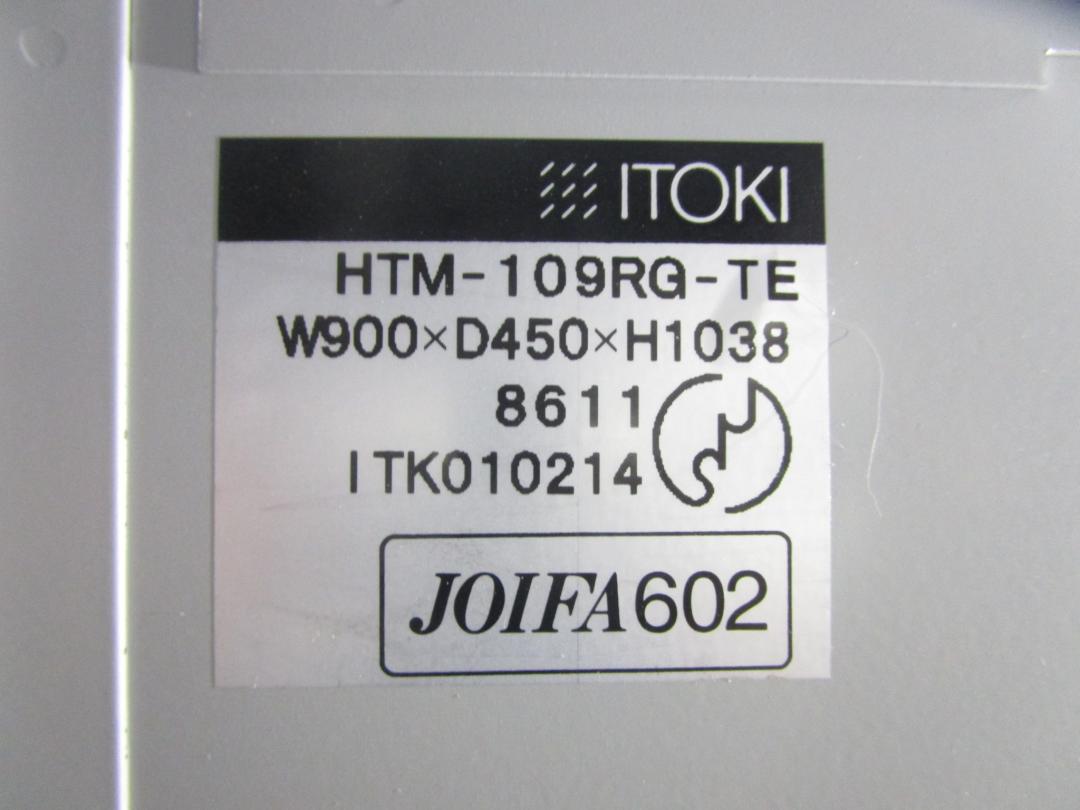 ITOKI
HTM-109RG-TE
W900×D450×H1038
8611
ITK010214
JOIFA602